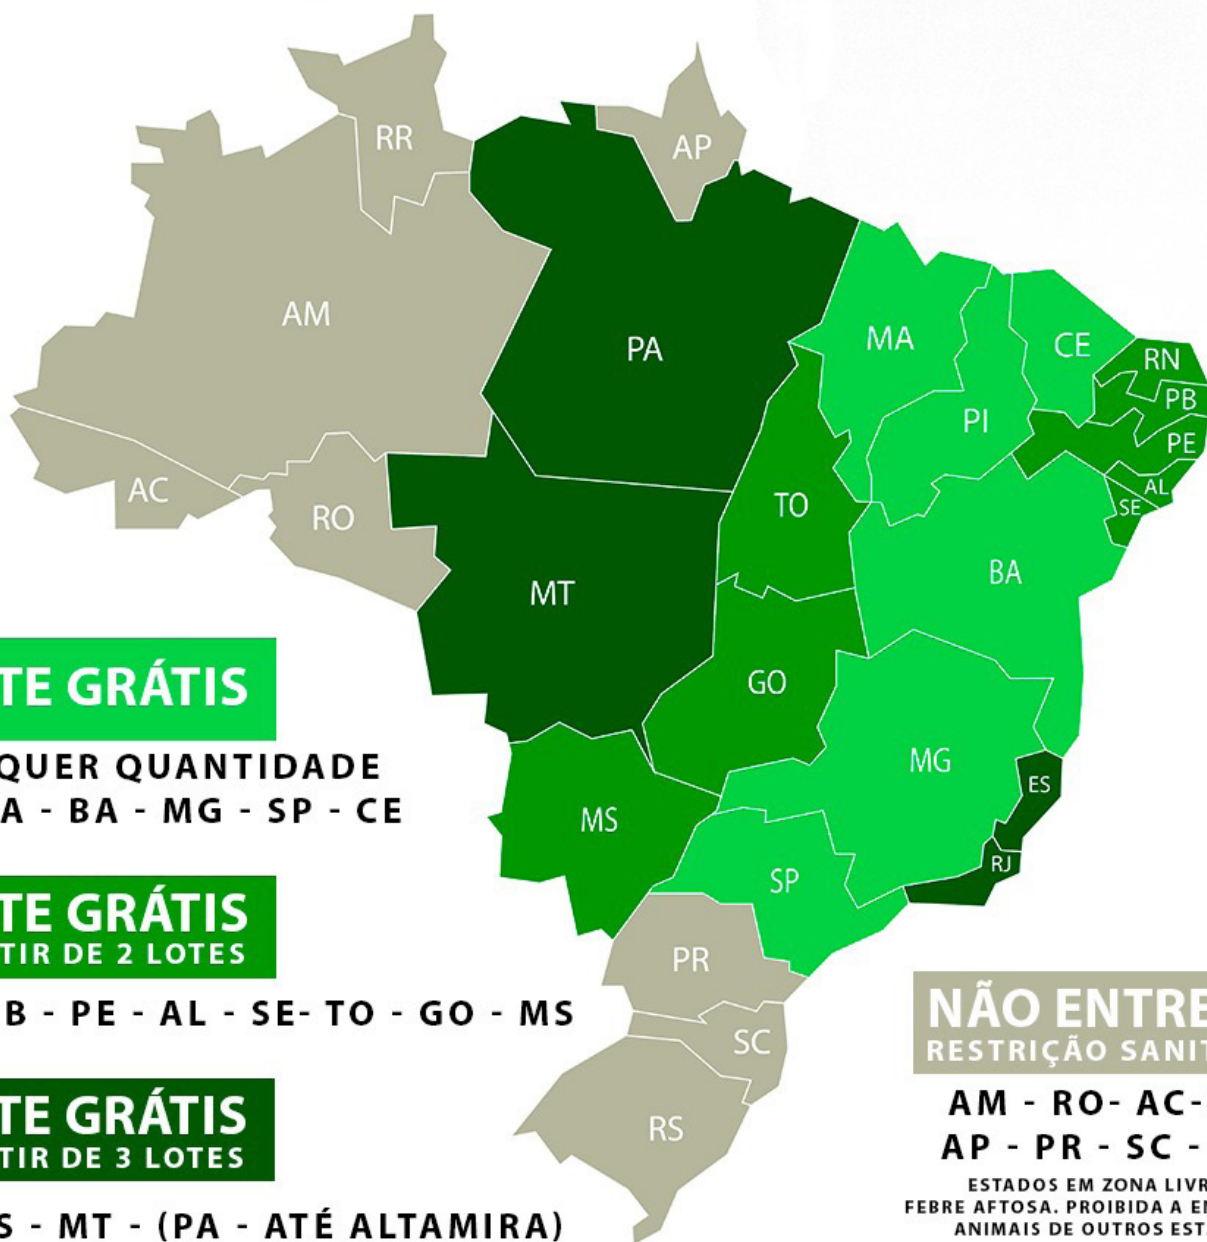 RR
AP
AM
PA
MA
CE
RN
PB
PI
PE
AC
AL
SE
RO
TO
BA
MT
GO
TE GRÁTIS
QUER QUANTIDADE
A - BA - MG - SP - CE
MG
ES
MS
RJ
SP
TE GRÁTIS
TIR DE 2 LOTES
B - PE - AL - SE- TO - GO - MS
PR
SC
RS
TE GRÁTIS
TIR DE 3 LOTES
S - MT - (PA - ATÉ ALTAMIRA)
NÃO ENTRE
RESTRIÇÃO SANIT
AM - RO- AC-
AP - PR - SC -
ESTADOS EM ZONA LIVR
FEBRE AFTOSA. PROIBIDA A EN
ANIMAIS DE OUTROS EST